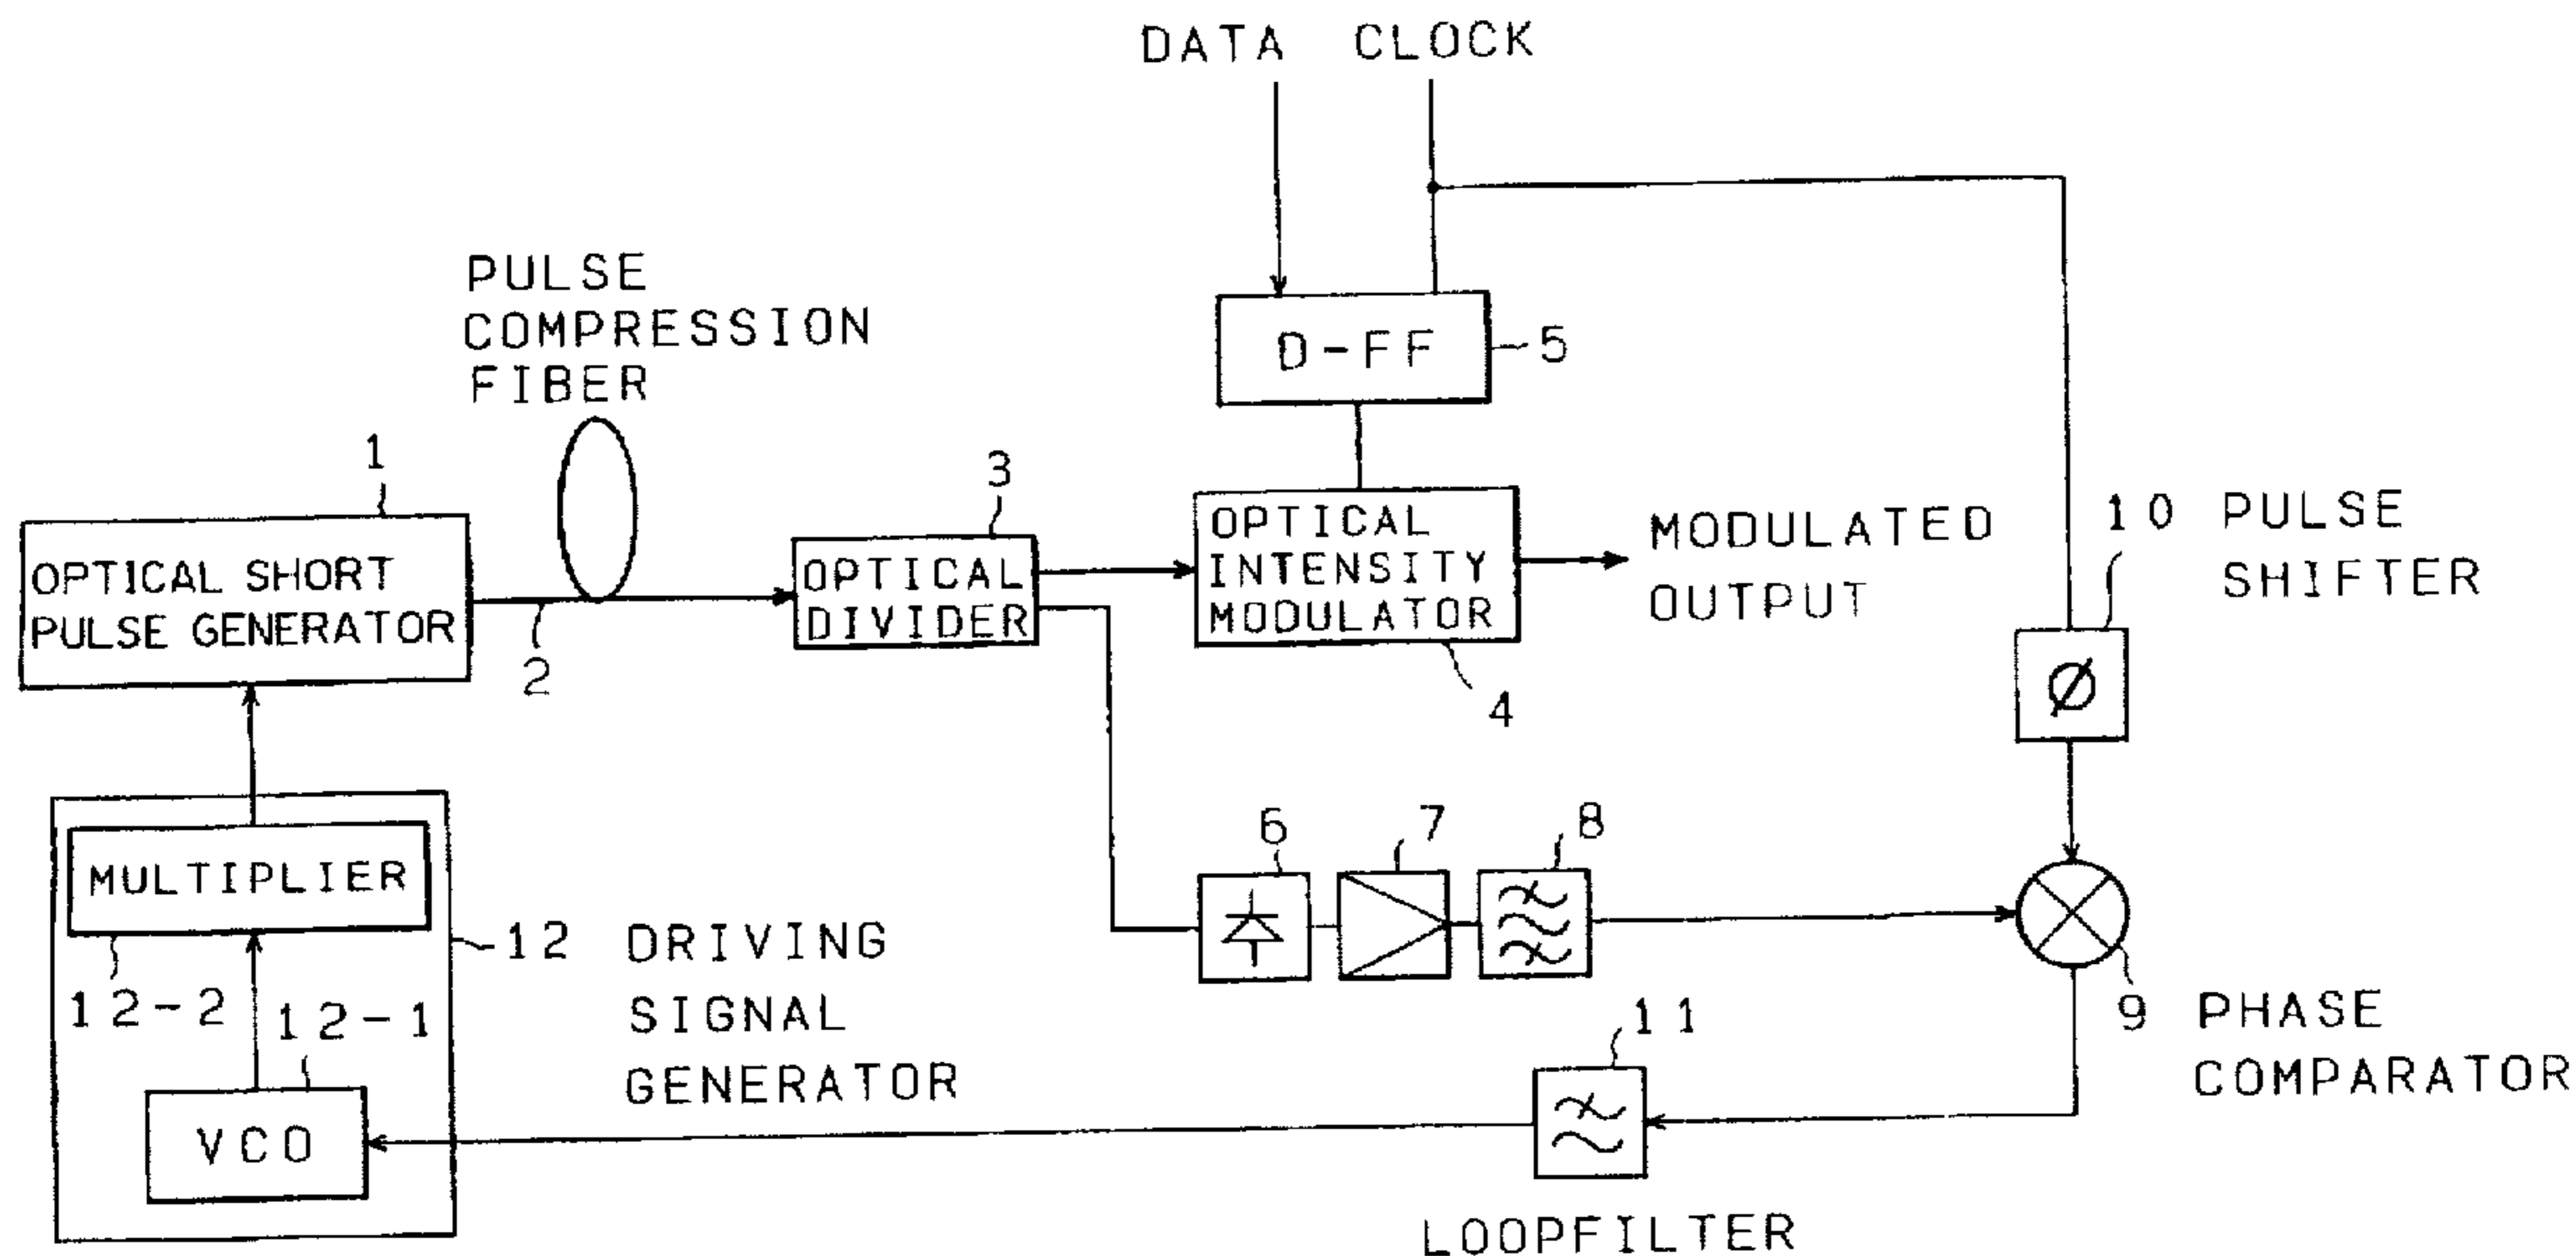 DATA CLOCK
PULSE
COMPRESSION
FIBER
D-FF
5
1
3
OPTICAL SHORT
PULSE GENERATOR
2
OPTICAL
DIVIDER
OPTICAL
INTENSITY
MODULATOR
4
MODULATED
OUTPUT
10 PULSE
SHIFTER
Ø
MULTIPLIER
12-2
12-1
VCO
12 DRIVING
SIGNAL
GENERATOR
6
7
8
9 PHASE
COMPARATOR
11
LOOPFILTER